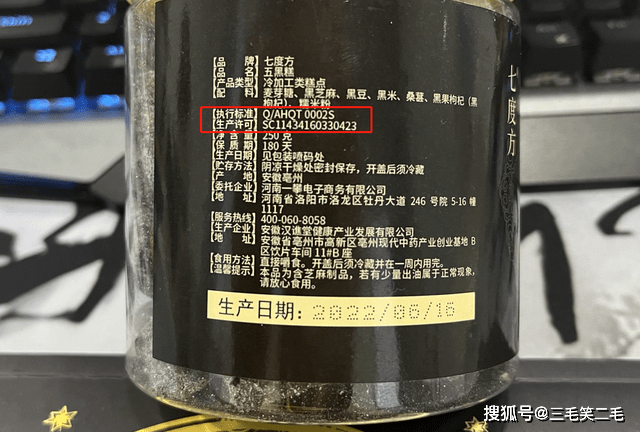 【品 牌】七度方
【品 名】五黑糕
【产品类型】冷加工类糕点
【配 料】麦芽糖、黑芝麻、黑豆、黑米、桑葚、黑果枸杞（黑
枸杞）、糯米粉
【执行标准】Q/AHQT 0002S
【生产许可】SC11434160330423
【净 含 量】250 克
【保 质 期】180 天
【生产日期】见包装喷码处
【贮存方法】阴凉干燥处密封保存，开盖后须冷藏
【产 地】安徽亳州
【委托企业】河南一攀电子商务有限公司
【地 址】河南省洛阳市洛龙区牡丹大道 246 号院 5-16 幢
1117
【服务热线】400-060-8058
【生产企业】安徽汉谯堂健康产业发展有限公司
【地 址】安徽省亳州市高新区亳州现代中药产业创业基地 B
区饮片车间 11#B 座
【食用方法】直接嚼食。开盖后须冷藏并在一周内用完。
【温馨提示】本品为含芝麻制品，若有少量出油属于正常现象，
请放心食用。
生产日期：2022/06/16
七度方
搜狐号@三毛笑二毛